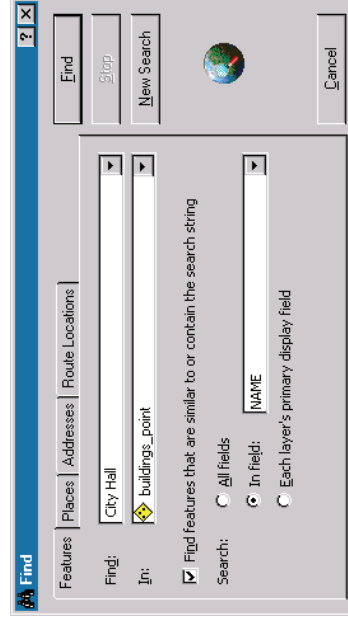 Find
Features Places Addresses Route Locations
Find: City Hall
In: buildings_point
Find features that are similar to or contain the search string
Search: All fields
In field: NAME
Each layer's primary display field
Find
Stop
New Search
Cancel